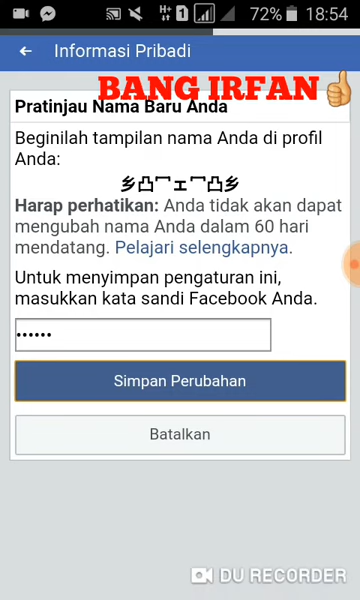 72% 18:54
Informasi Pribadi
BANG IRFAN
Pratinjau Nama Baru Anda
Beginilah tampilan nama Anda di profil
Anda:
乡凸冖ェ冖凸乡
Harap perhatikan: Anda tidak akan dapat
mengubah nama Anda dalam 60 hari
mendatang. Pelajari selengkapnya.
Untuk menyimpan pengaturan ini,
masukkan kata sandi Facebook Anda.
••••••
Simpan Perubahan
Batalkan
DU RECORDER